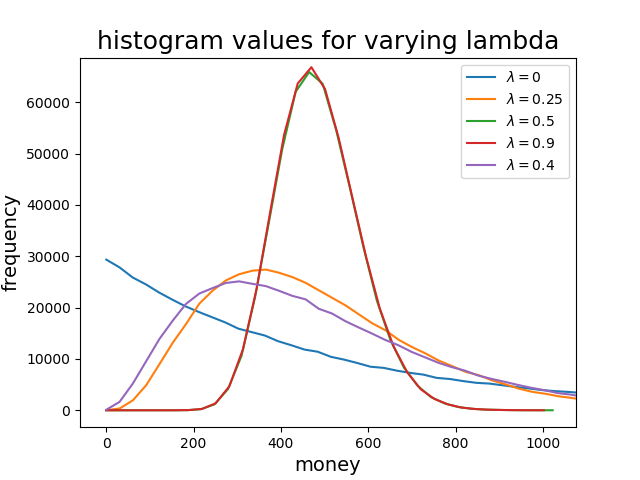 histogram values for varying lambda
frequency
60000
50000
40000
30000
20000
10000
0
λ = 0
λ = 0.25
λ = 0.5
λ = 0.9
λ = 0.4
0 200 400 600 800 1000
money